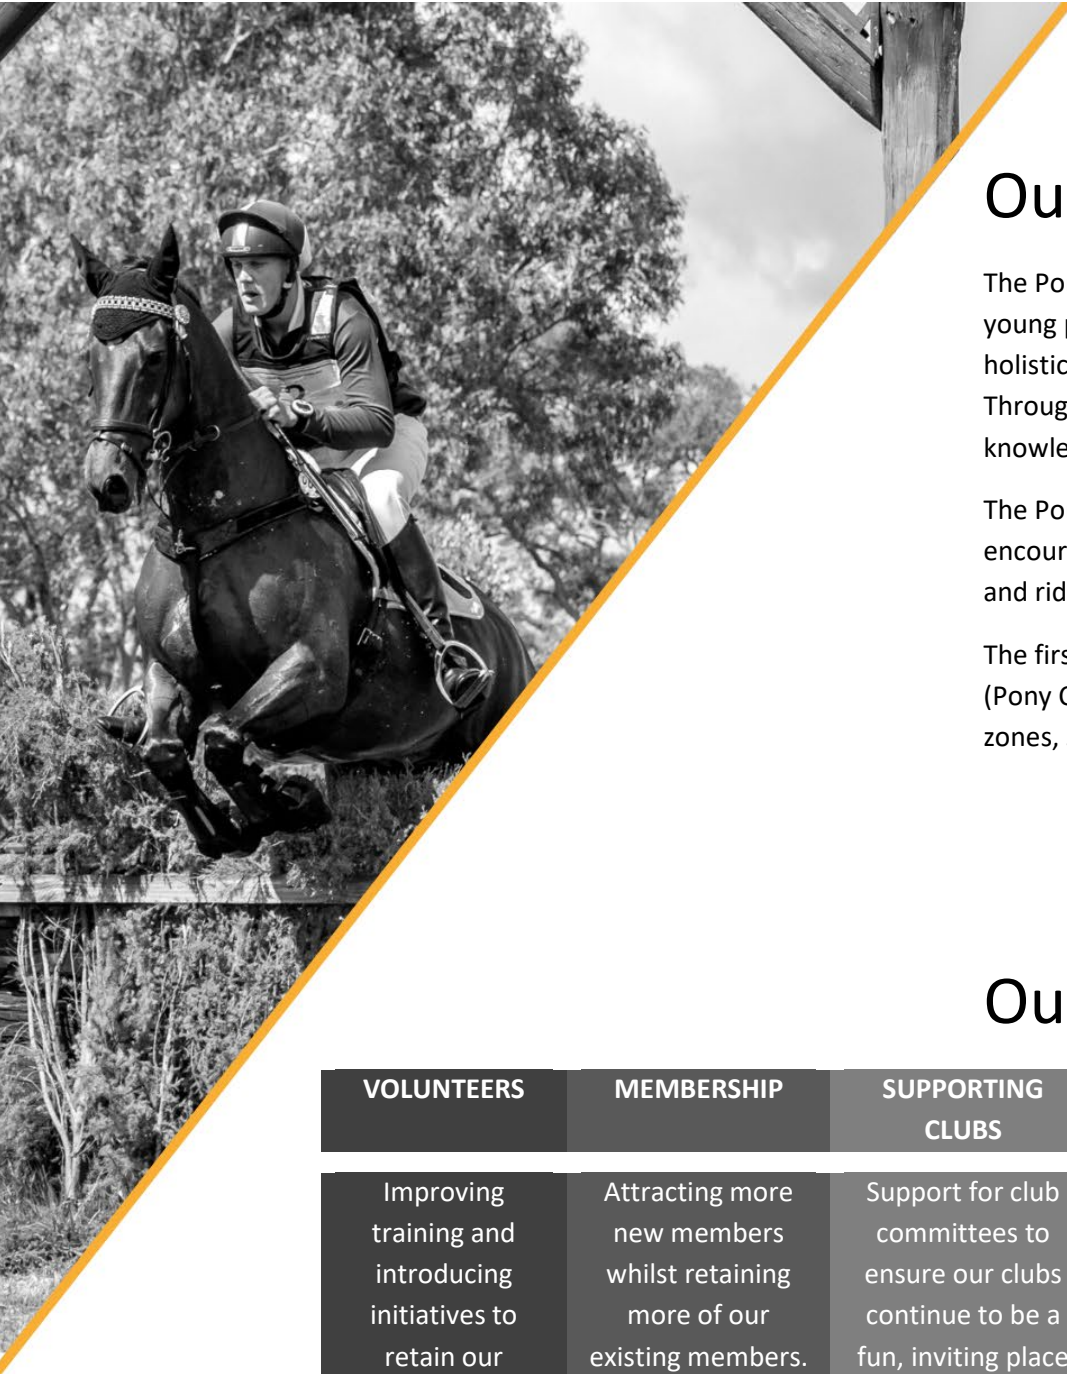 Ou
The Po
young p
holistic
Throug
knowle
The Po
encour
and rid
The firs
(Pony C
zones,
Ou
VOLUNTEERS
MEMBERSHIP
SUPPORTING
CLUBS
Improving
training and
introducing
initiatives to
retain our
Attracting more
new members
whilst retaining
more of our
existing members.
Support for club
committees to
ensure our clubs
continue to be a
fun, inviting place